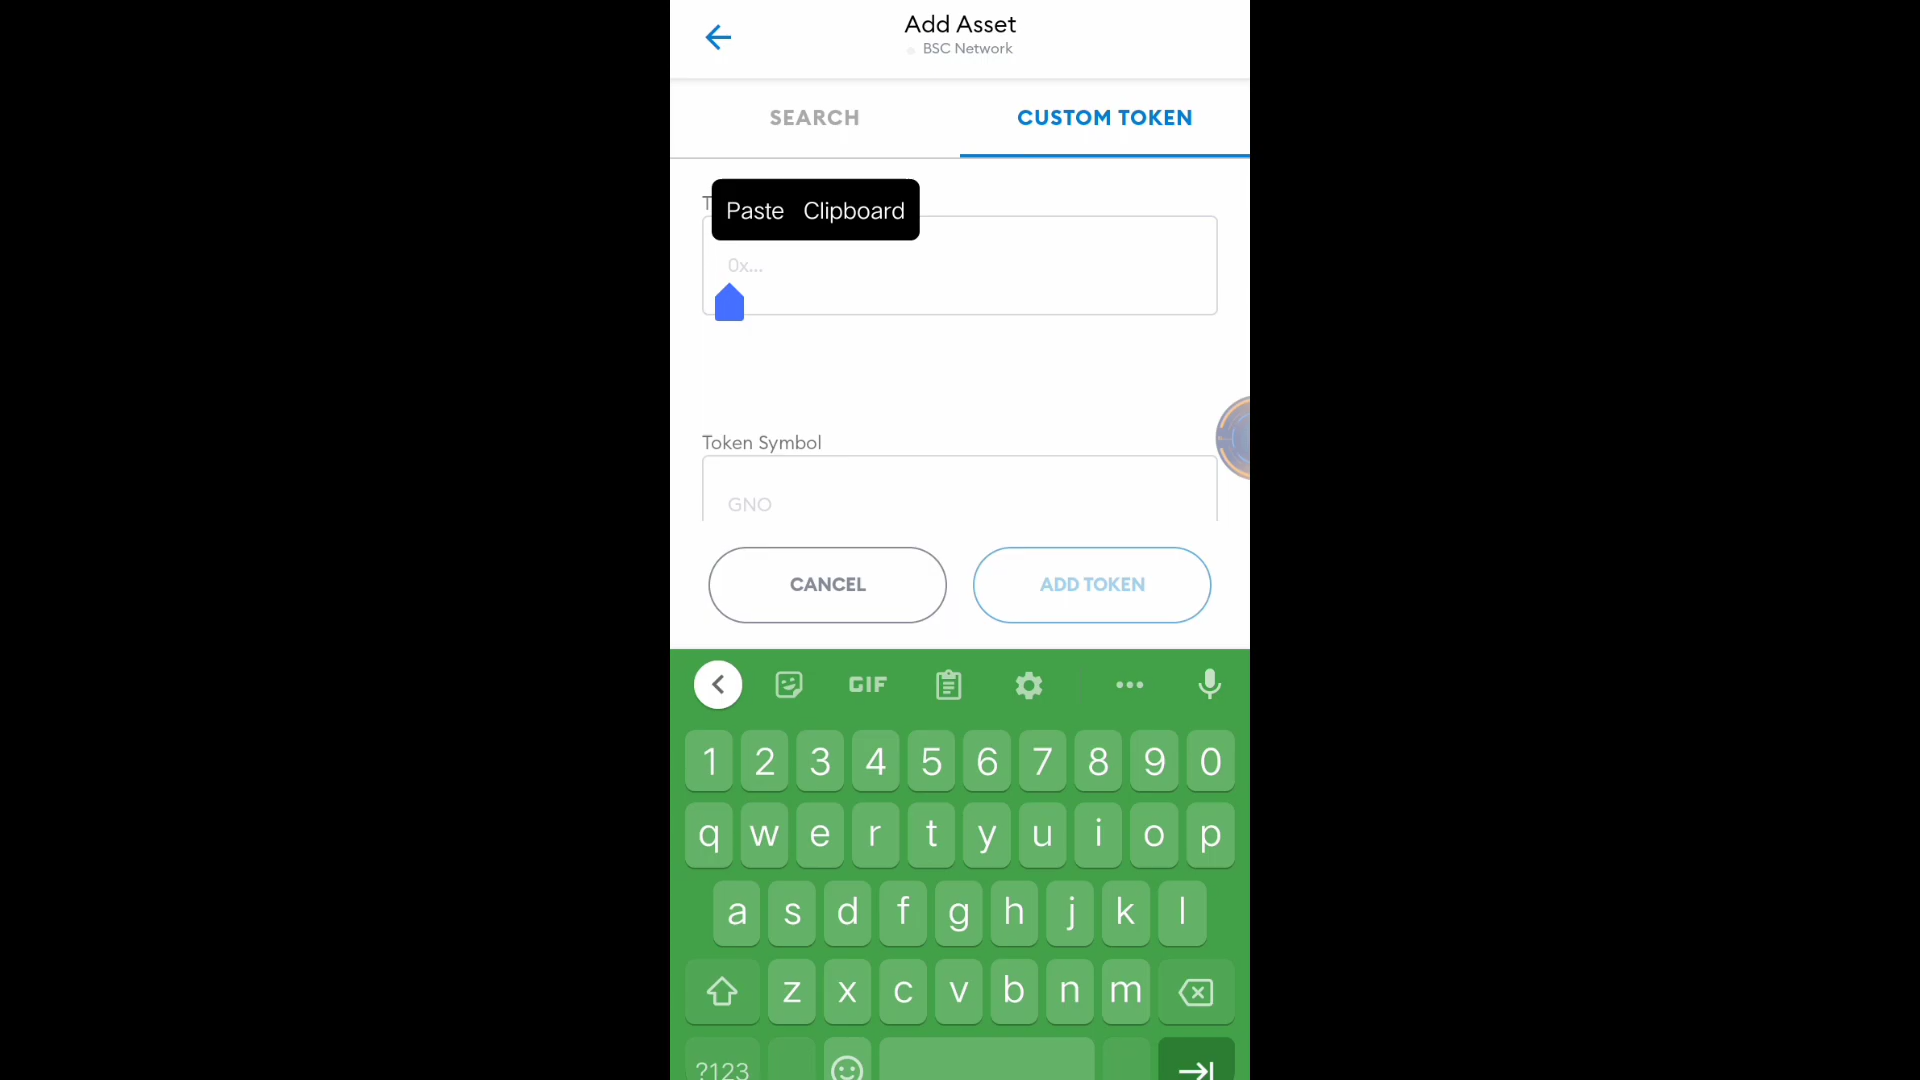 Add Asset
BSC Network
SEARCH
CUSTOM TOKEN
Paste Clipboard
0x...
Token Symbol
GNO
CANCEL
ADD TOKEN
GIF
1 2 3 4 5 6 7 8 9 0
q w e r t y u i o p
a s d f g h j k l
z x c v b n m
?123